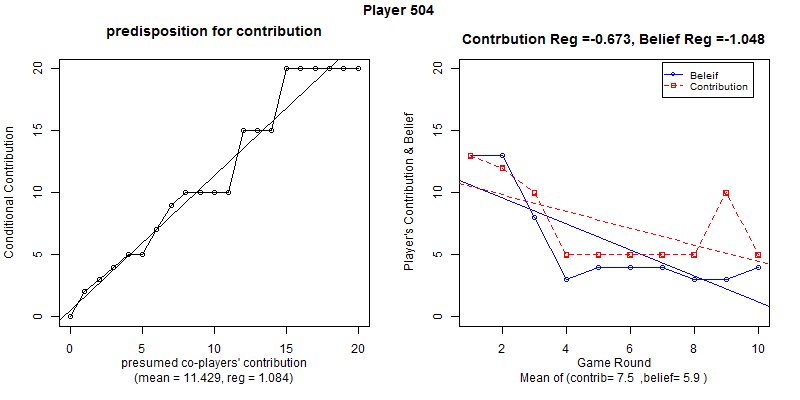 Player 504
predisposition for contribution
Conditional Contribution
0
5
10
15
20
0 5 10 15 20
presumed co-players' contribution
(mean = 11.429, reg = 1.084)
Contrbution Reg =-0.673, Belief Reg =-1.048
Player's Contribution & Belief
0
5
10
15
20
Beleif
Contribution
2 4 6 8 10
Game Round
Mean of (contrib= 7.5 ,belief= 5.9 )